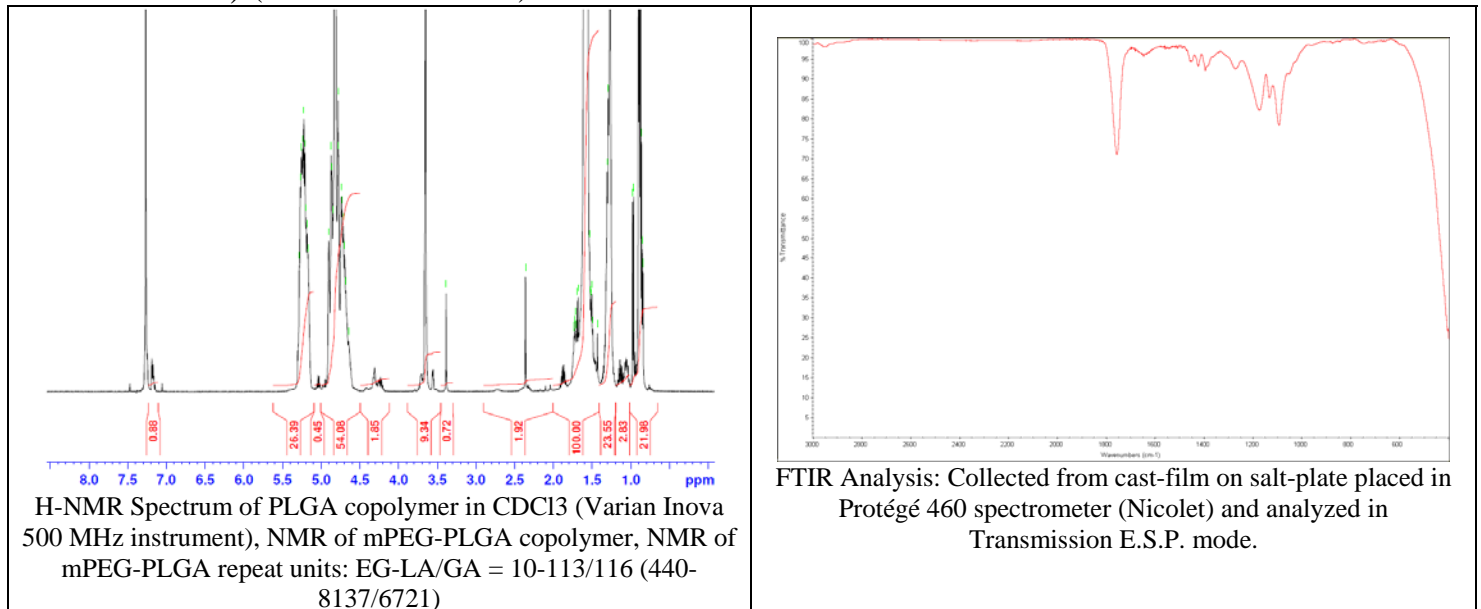 8.0 7.5 7.0 6.5 6.0 5.5 5.0 4.5 4.0 3.5 3.0 2.5 2.0 1.5 1.0 ppm
0.88 26.39 0.45 54.08 1.85 9.34 0.72 1.92 100.00 23.55 2.83 21.98
H-NMR Spectrum of PLGA copolymer in CDCl3 (Varian Inova
500 MHz instrument), NMR of mPEG-PLGA copolymer, NMR of
mPEG-PLGA repeat units: EG-LA/GA = 10-113/116 (440-
8137/6721)
100
95
90
85
80
75
70
65
60
55
50
45
40
35
30
25
20
15
10
5
%Transmittance
3000 2800 2600 2400 2200 2000 1800 1600 1400 1200 1000 800 600
Wavenumbers (cm-1)
FTIR Analysis: Collected from cast-film on salt-plate placed in
Protégé 460 spectrometer (Nicolet) and analyzed in
Transmission E.S.P. mode.